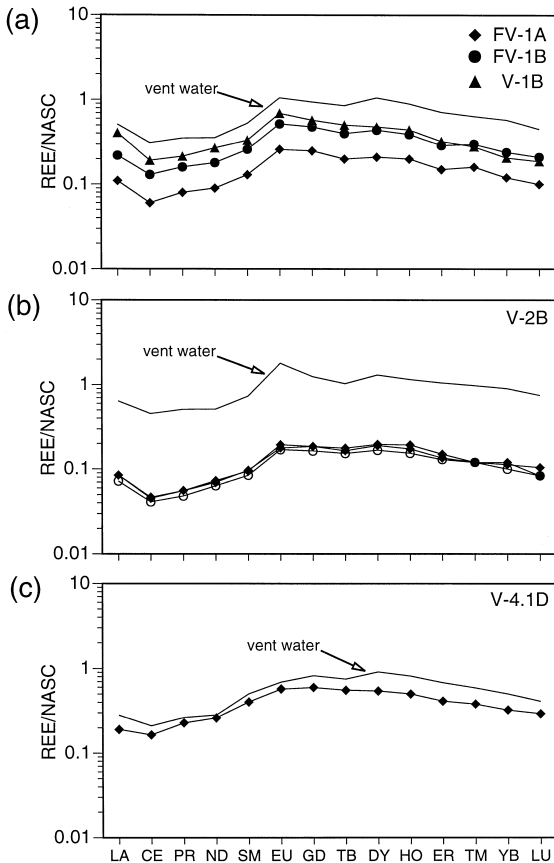 (a)
10
FV-1A
FV-1B
V-1B
vent water
1
REE/NASC
0.1
0.01
(b)
10
V-2B
vent water
1
REE/NASC
0.1
0.01
(c)
10
V-4.1D
vent water
1
REE/NASC
0.1
0.01
LA CE PR ND SM EU GD TB DY HO ER TM YB LU